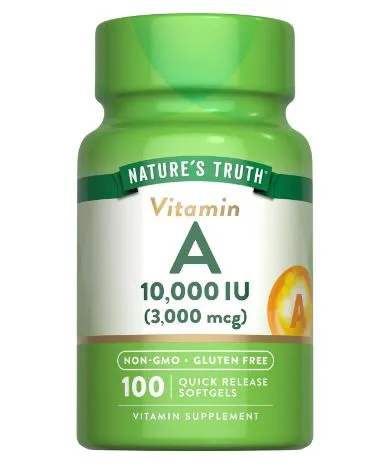 NATURE'S TRUTH
Vitamin
A
10,000 IU
(3,000 mcg)
A
NON-GMO • GLUTEN FREE
100 QUICK RELEASE
SOFTGELS
VITAMIN SUPPLEMENT